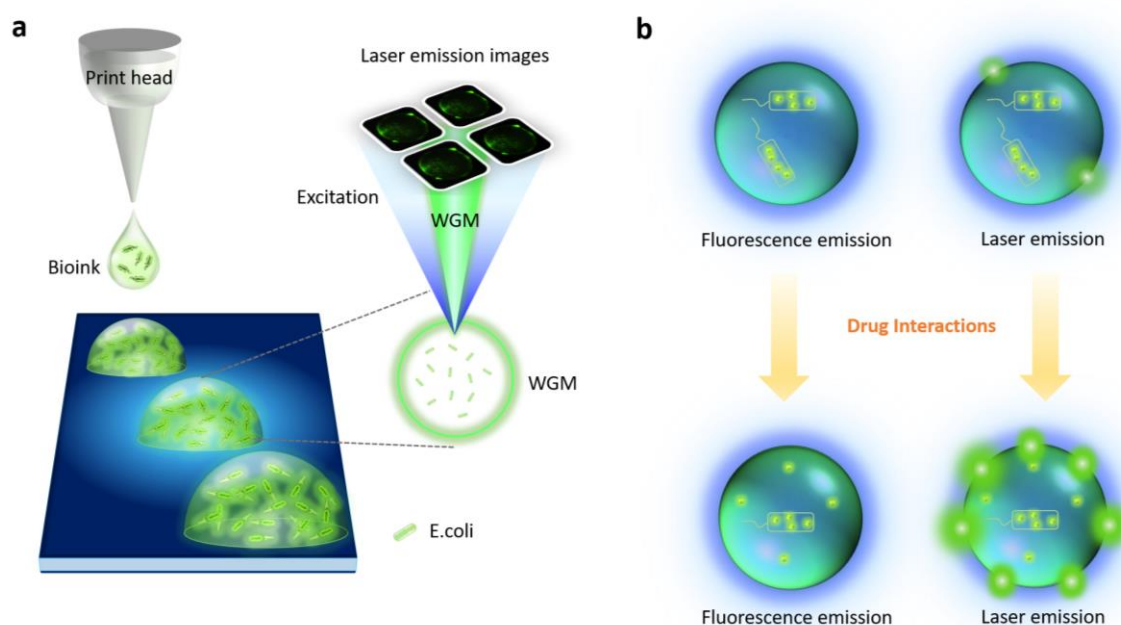 a
Print head
Bioink
Laser emission images
Excitation
WGM
WGM
E.coli
b
Fluorescence emission
Laser emission
Drug Interactions
Fluorescence emission
Laser emission